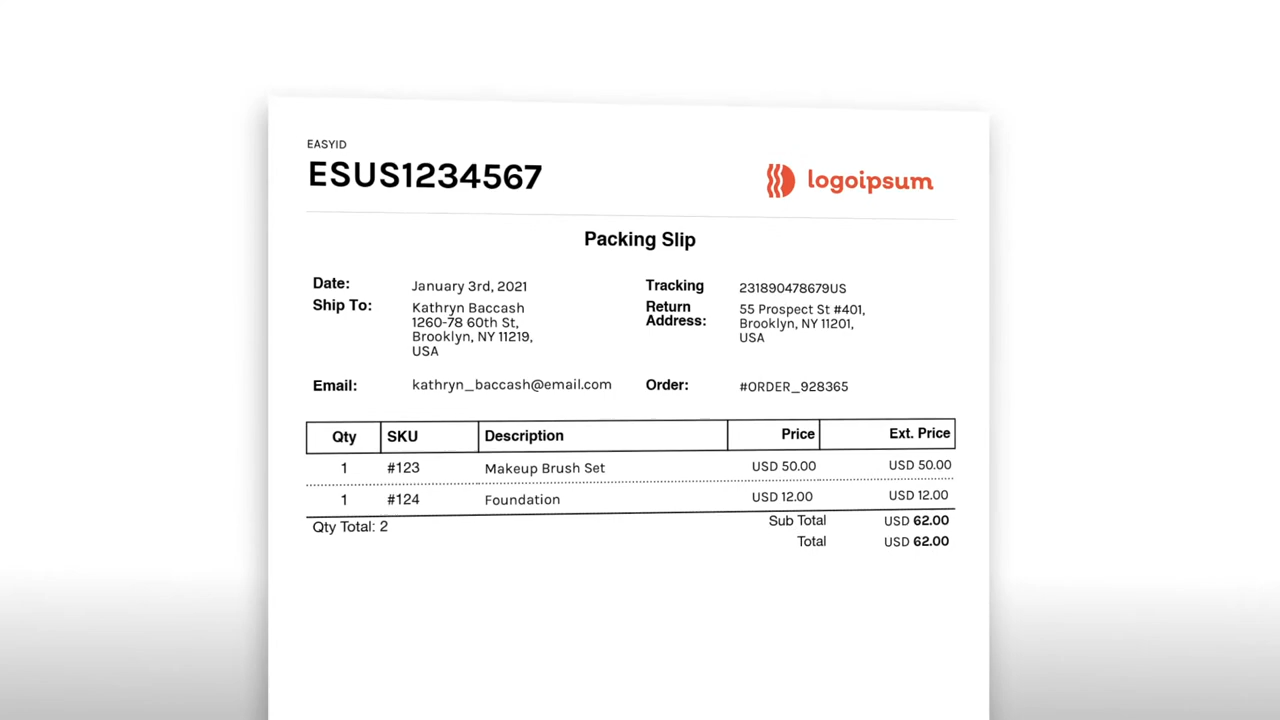 EASYID
ESUS1234567
logoipsum
Packing Slip
Date: January 3rd, 2021
Tracking 231890478679US
Ship To: Kathryn Baccash
1260-78 60th St,
Brooklyn, NY 11219,
USA
Return Address: 55 Prospect St #401,
Brooklyn, NY 11201,
USA
Email: kathryn_baccash@email.com
Order: #ORDER_928365
Qty SKU Description Price Ext. Price
1 #123 Makeup Brush Set USD 50.00 USD 50.00
1 #124 Foundation USD 12.00 USD 12.00
Qty Total: 2 Sub Total USD 62.00
Total USD 62.00